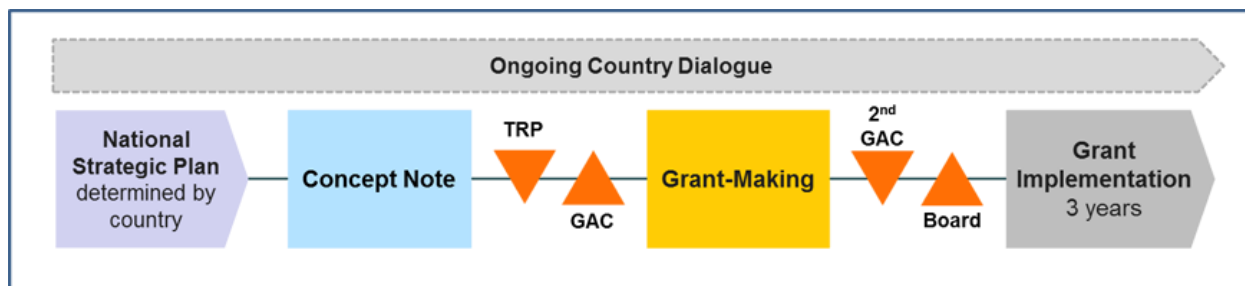 Ongoing Country Dialogue
National
Strategic Plan
determined by
country
Concept Note
TRP
GAC
Grant-Making
2nd
GAC
Board
Grant
Implementation
3 years